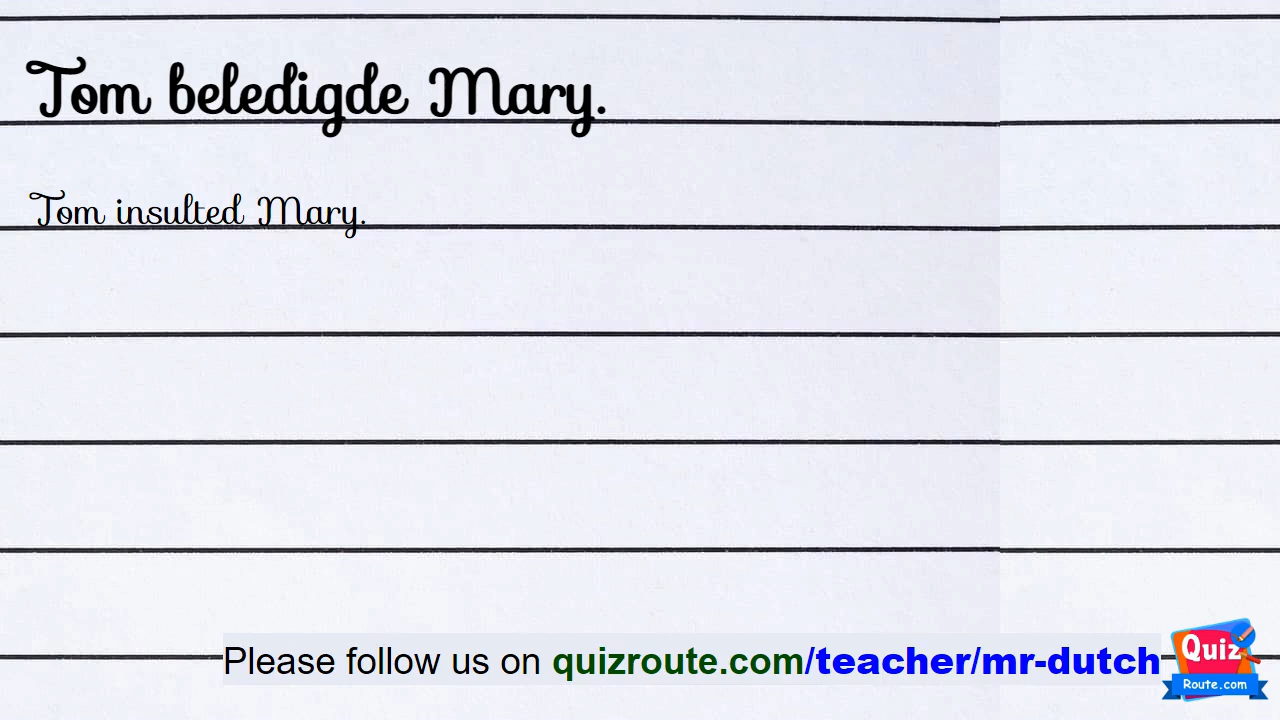 Tom beledigde Mary.
Tom insulted Mary.
Please follow us on quizroute.com/teacher/mr-dutch
Quiz
Route.com